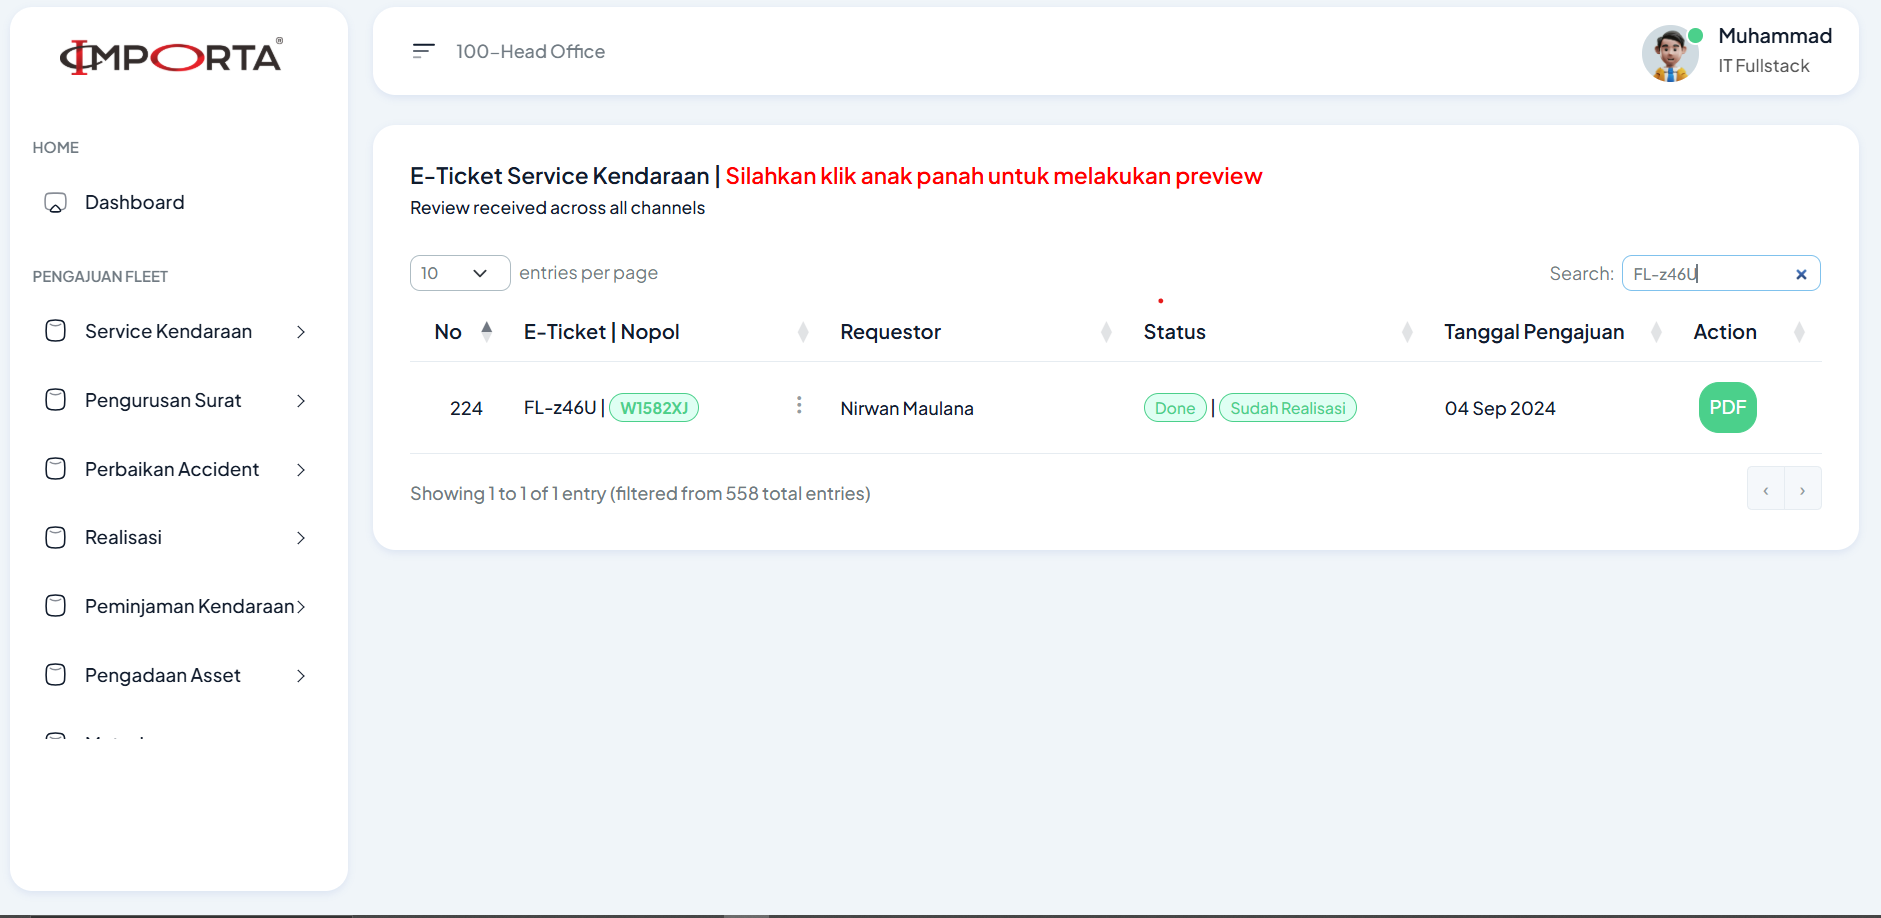 IMPORTA®
HOME
Dashboard
PENGAJUAN FLEET
Service Kendaraan
Pengurusan Surat
Perbaikan Accident
Realisasi
Peminjaman Kendaraan
Pengadaan Asset
100-Head Office
Muhammad
IT Fullstack
E-Ticket Service Kendaraan | Silahkan klik anak panah untuk melakukan preview
Review received across all channels
10 entries per page
Search: FL-z46U
No E-Ticket | Nopol Requestor Status Tanggal Pengajuan Action
224 FL-z46U | W1582XJ Nirwan Maulana Done | Sudah Realisasi 04 Sep 2024 PDF
Showing 1 to 1 of 1 entry (filtered from 558 total entries)
‹ ›